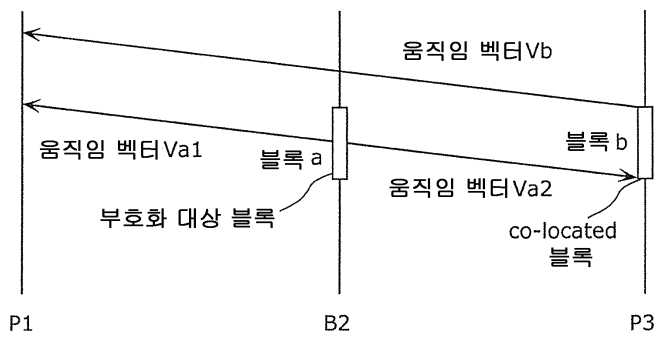 움직임 벡터Vb
움직임 벡터Va1
블록 a
블록 b
움직임 벡터Va2
부호화 대상 블록
co-located
블록
P1
B2
P3